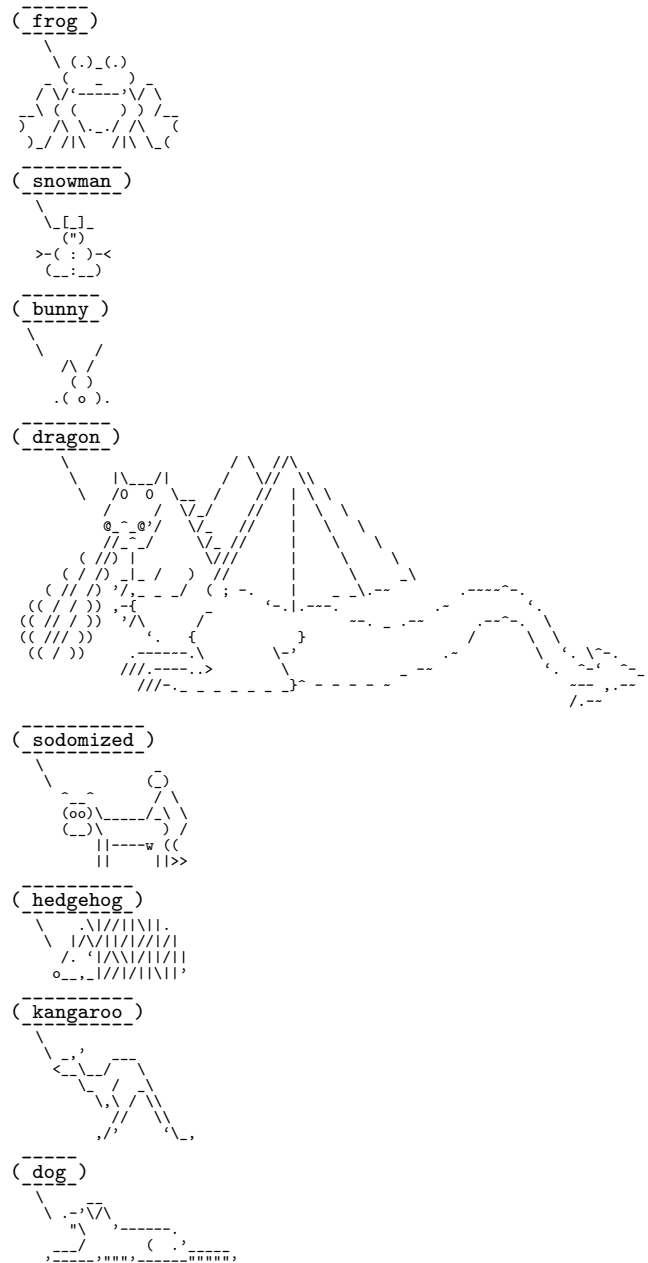 ( frog )
( snowman )
( bunny )
( dragon )
( sodomized )
( hedgehog )
( kangaroo )
( dog )